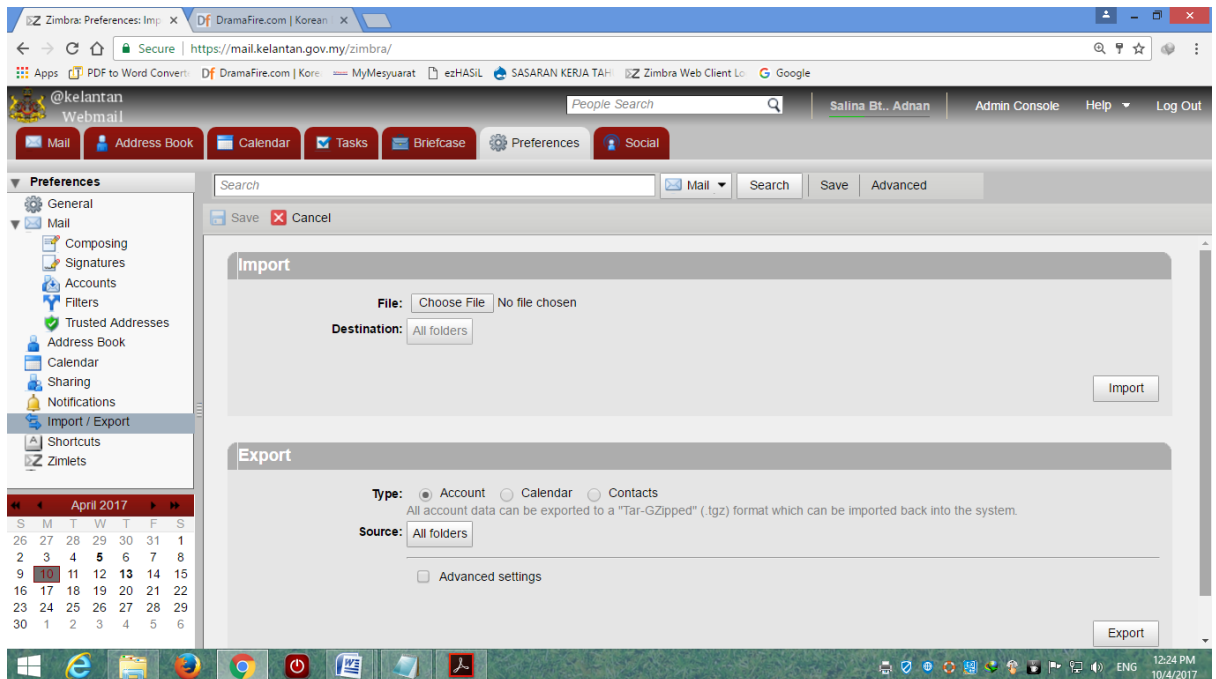 Zimbra: Preferences: Imp
DramaFire.com | Korean
Secure | https://mail.kelantan.gov.my/zimbra/
Apps PDF to Word Convert DramaFire.com | Kore MyMesyuarat ezHASiL SASARAN KERJA TAH Zimbra Web Client Lo Google
@kelantan
Webmail
People Search
Salina Bt.. Adnan
Admin Console
Help
Log Out
Mail
Address Book
Calendar
Tasks
Briefcase
Preferences
Social
Preferences
General
Mail
Composing
Signatures
Accounts
Filters
Trusted Addresses
Address Book
Calendar
Sharing
Notifications
Import / Export
Shortcuts
Zimlets
April 2017
S M T W T F S
26 27 28 29 30 31 1
2 3 4 5 6 7 8
9 10 11 12 13 14 15
16 17 18 19 20 21 22
23 24 25 26 27 28 29
30 1 2 3 4 5 6
Search
Mail
Search
Save
Advanced
Save
Cancel
Import
File: Choose File No file chosen
Destination: All folders
Import
Export
Type: Account Calendar Contacts
All account data can be exported to a "Tar-GZipped" (.tgz) format which can be imported back into the system.
Source: All folders
Advanced settings
Export
ENG
12:24 PM
10/4/2017